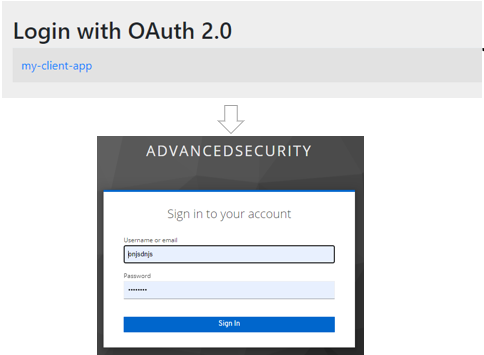 Login with OAuth 2.0
my-client-app
ADVANCEDSECURITY
Sign in to your account
Username or email
Password
••••••••
Sign In